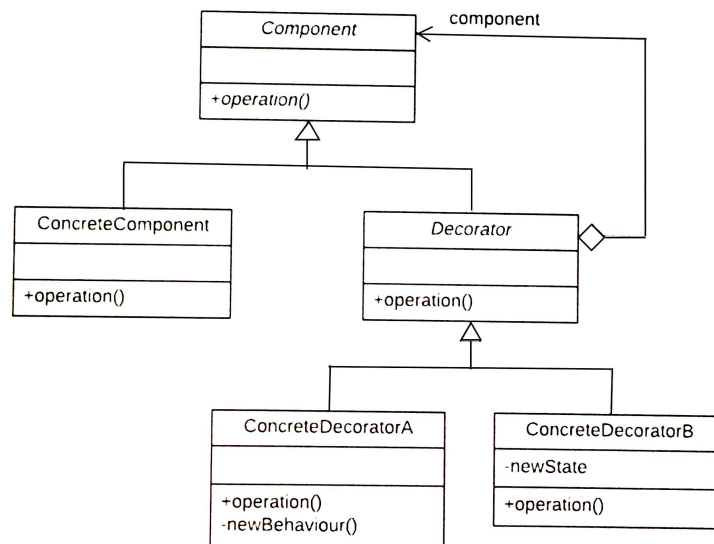 Component
component
+operation()
ConcreteComponent
Decorator
+operation()
+operation()
ConcreteDecoratorA
ConcreteDecoratorB
-newState
+operation()
-newBehaviour()
+operation()